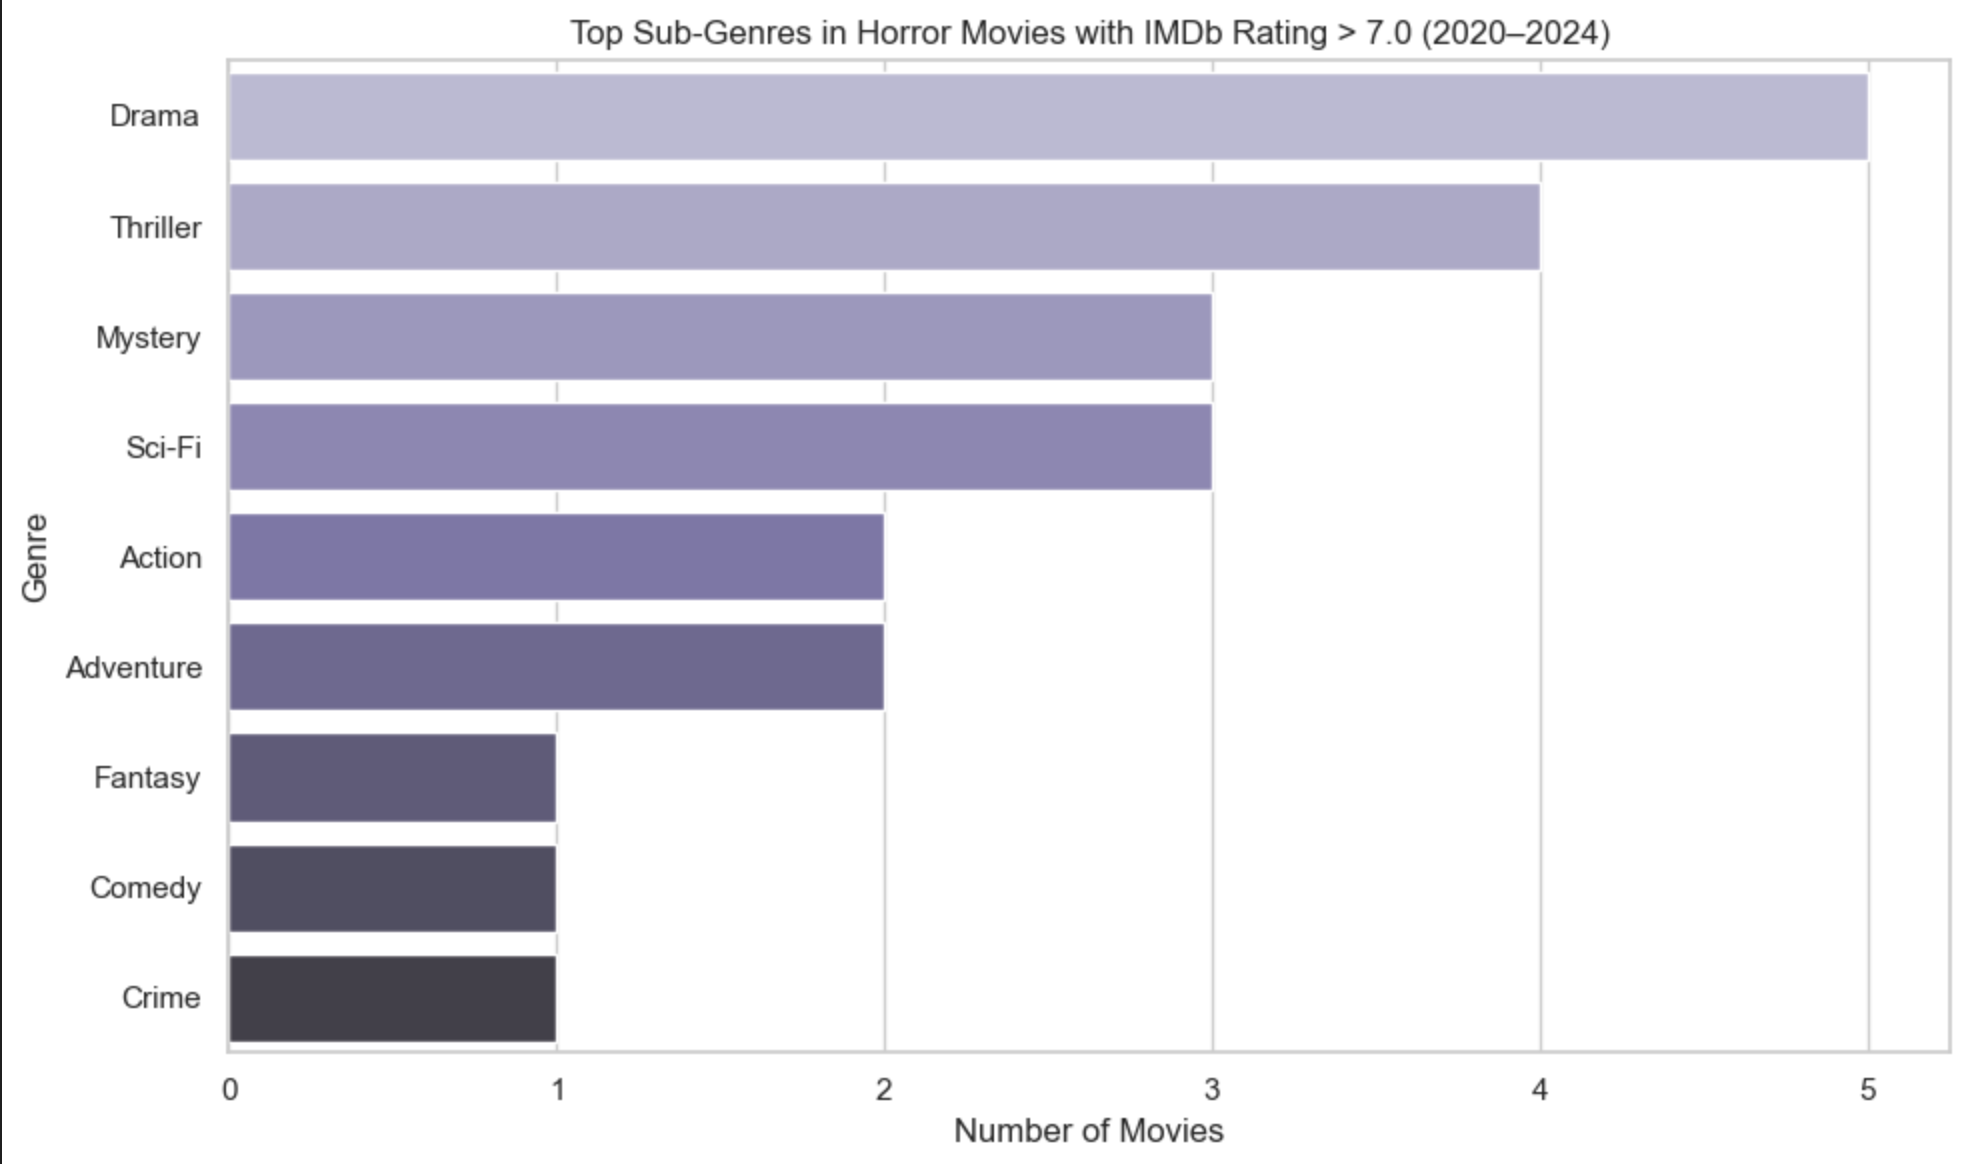 Top Sub-Genres in Horror Movies with IMDb Rating > 7.0 (2020–2024)
Genre
Drama
Thriller
Mystery
Sci-Fi
Action
Adventure
Fantasy
Comedy
Crime
0 1 2 3 4 5
Number of Movies